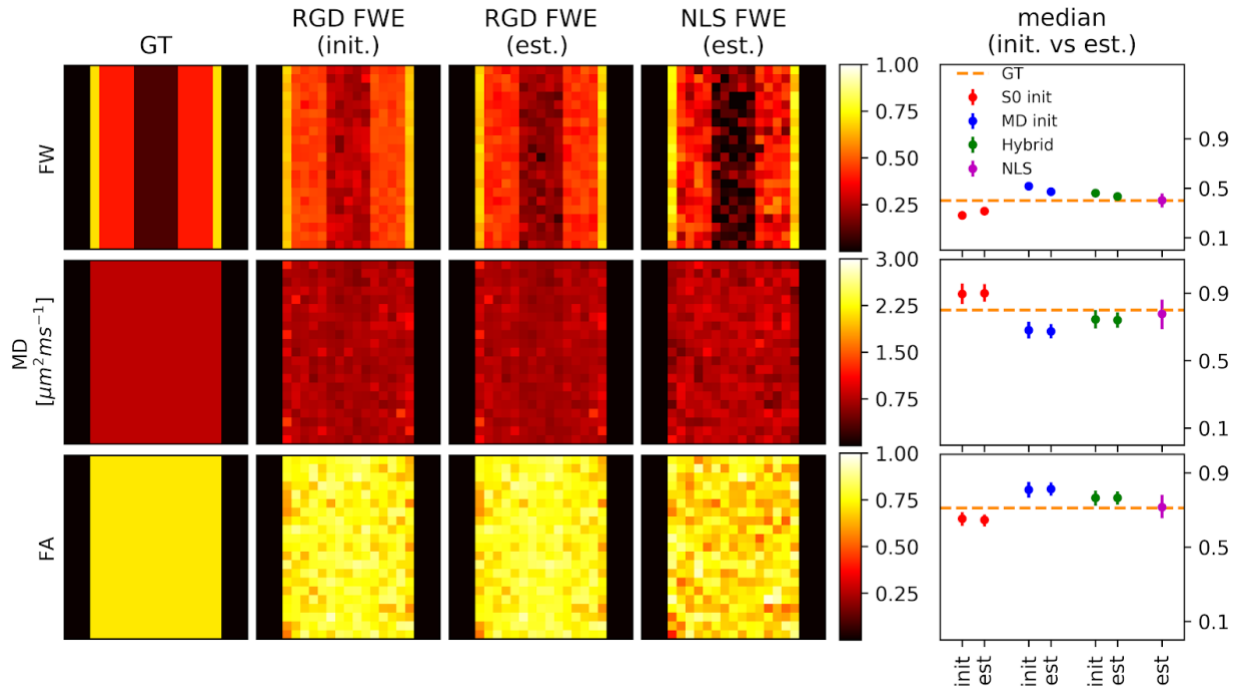 GT
RGD FWE
(init.)
RGD FWE
(est.)
NLS FWE
(est.)
median
(init. vs est.)
FW
1.00
0.75
0.50
0.25
GT
S0 init
MD init
Hybrid
NLS
0.9
0.5
0.1
MD
[μm²ms⁻¹]
3.00
2.25
1.50
0.75
0.9
0.5
0.1
FA
1.00
0.75
0.50
0.25
0.9
0.5
0.1
init
est
init
est
init
est
est